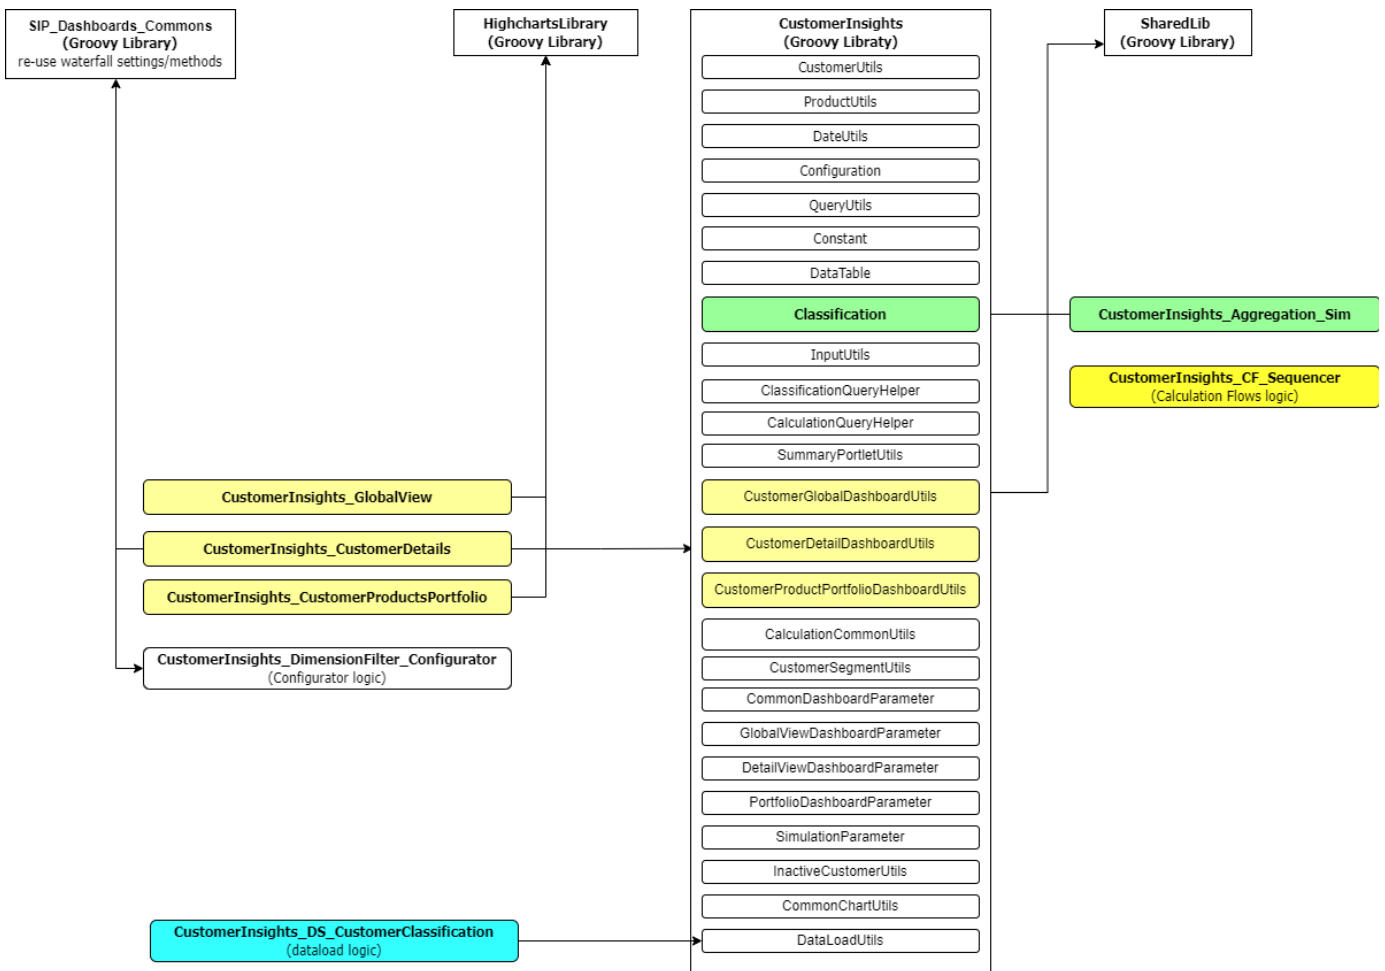 SIP_Dashboards_Commons
(Groovy Library)
re-use waterfall settings/methods
HighchartsLibrary
(Groovy Library)
CustomerInsights
(Groovy Libraty)
SharedLib
(Groovy Library)
CustomerUtils
ProductUtils
DateUtils
Configuration
QueryUtils
Constant
DataTable
Classification
CustomerInsights_Aggregation_Sim
InputUtils
CustomerInsights_CF_Sequencer
(Calculation Flows logic)
ClassificationQueryHelper
CalculationQueryHelper
SummaryPortletUtils
CustomerInsights_GlobalView
CustomerGlobalDashboardUtils
CustomerInsights_CustomerDetails
CustomerDetailDashboardUtils
CustomerInsights_CustomerProductsPortfolio
CustomerProductPortfolioDashboardUtils
CalculationCommonUtils
CustomerInsights_DimensionFilter_Configurator
(Configurator logic)
CustomerSegmentUtils
CommonDashboardParameter
GlobalViewDashboardParameter
DetailViewDashboardParameter
PortfolioDashboardParameter
SimulationParameter
InactiveCustomerUtils
CommonChartUtils
CustomerInsights_DS_CustomerClassification
(dataload logic)
DataLoadUtils